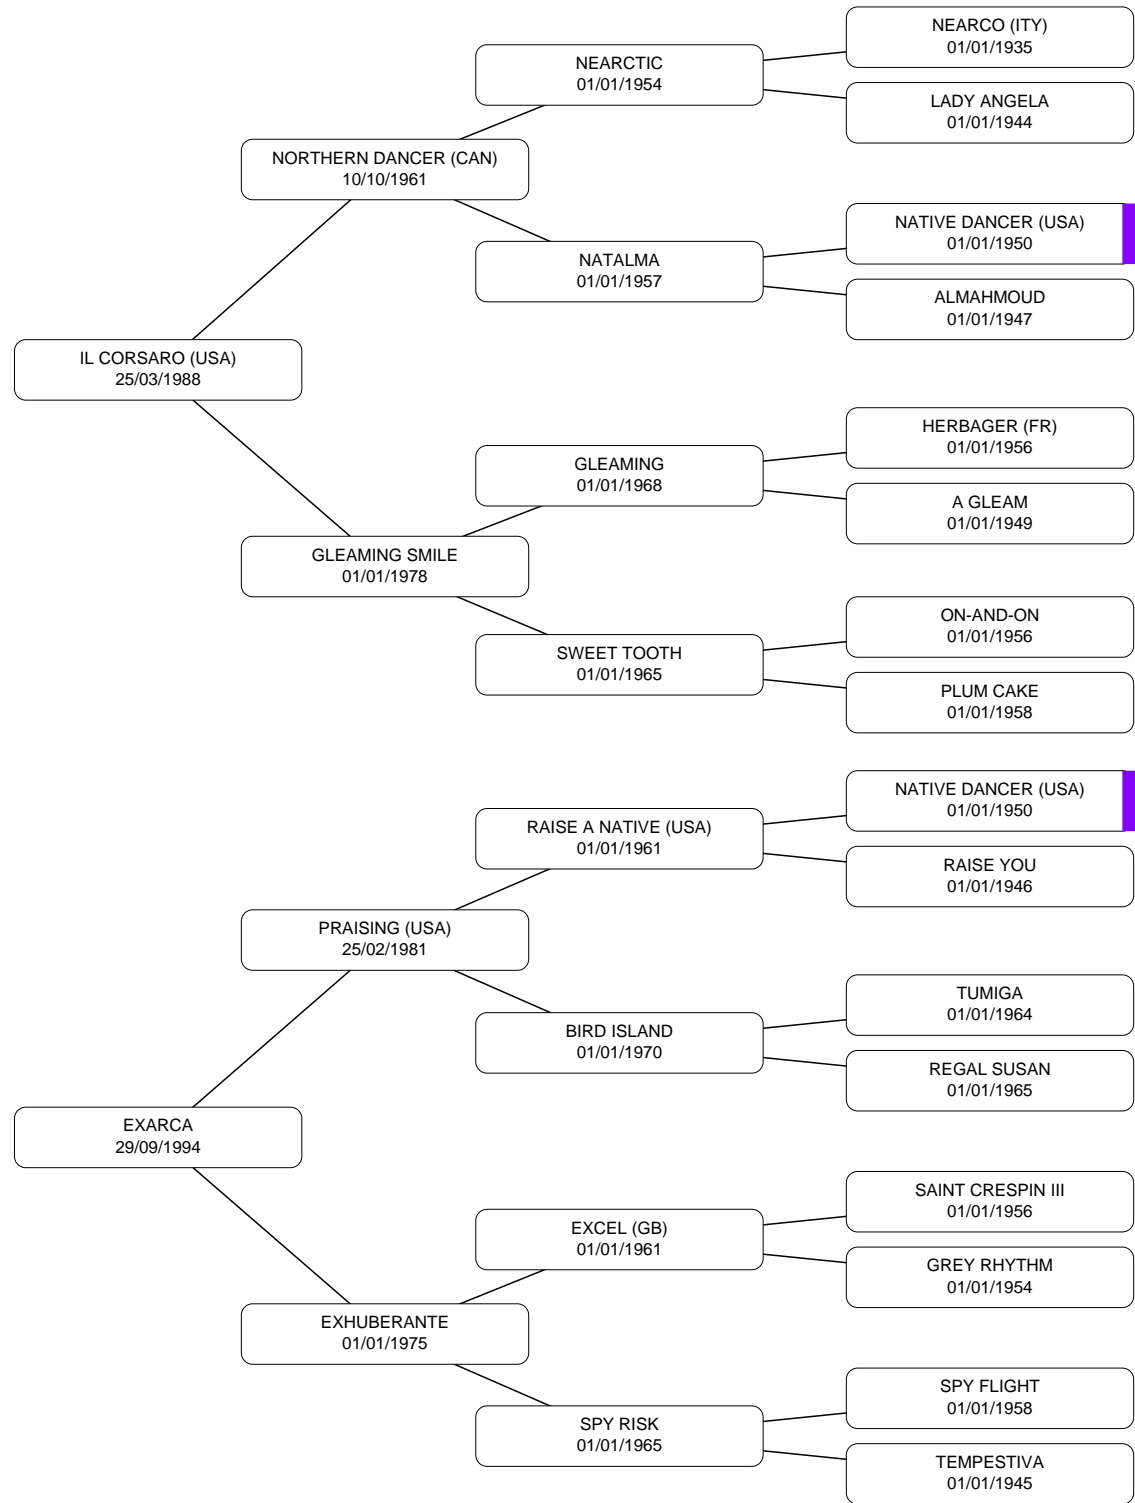 NEARCO (ITY)
01/01/1935
NEARCTIC
01/01/1954
LADY ANGELA
01/01/1944
NORTHERN DANCER (CAN)
10/10/1961
NATIVE DANCER (USA)
01/01/1950
NATALMA
01/01/1957
ALMAHMOUD
01/01/1947
IL CORSARO (USA)
25/03/1988
HERBAGER (FR)
01/01/1956
GLEAMING
01/01/1968
A GLEAM
01/01/1949
GLEAMING SMILE
01/01/1978
ON-AND-ON
01/01/1956
SWEET TOOTH
01/01/1965
PLUM CAKE
01/01/1958
NATIVE DANCER (USA)
01/01/1950
RAISE A NATIVE (USA)
01/01/1961
RAISE YOU
01/01/1946
PRAISING (USA)
25/02/1981
TUMIGA
01/01/1964
BIRD ISLAND
01/01/1970
REGAL SUSAN
01/01/1965
EXARCA
29/09/1994
SAINT CRESPIN III
01/01/1956
EXCEL (GB)
01/01/1961
GREY RHYTHM
01/01/1954
EXHUBERANTE
01/01/1975
SPY FLIGHT
01/01/1958
SPY RISK
01/01/1965
TEMPESTIVA
01/01/1945